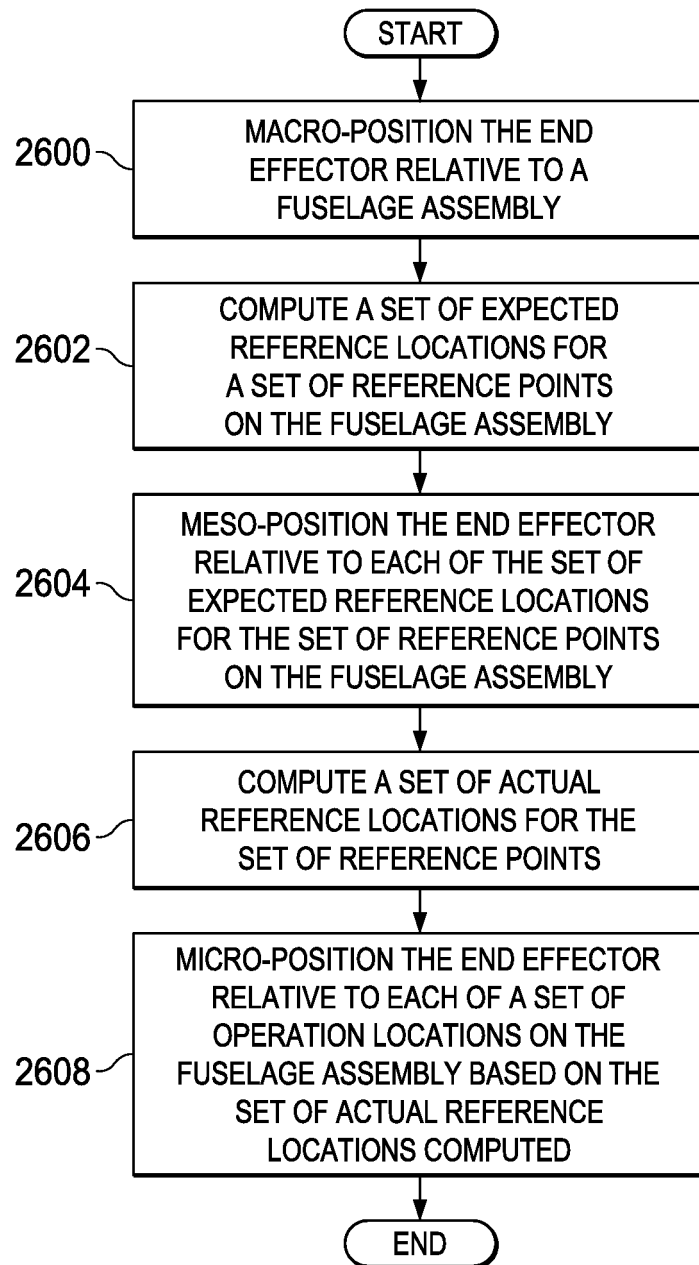 START
2600
MACRO-POSITION THE END
EFFECTOR RELATIVE TO A
FUSELAGE ASSEMBLY
2602
COMPUTE A SET OF EXPECTED
REFERENCE LOCATIONS FOR
A SET OF REFERENCE POINTS
ON THE FUSELAGE ASSEMBLY
2604
MESO-POSITION THE END EFFECTOR
RELATIVE TO EACH OF THE SET OF
EXPECTED REFERENCE LOCATIONS
FOR THE SET OF REFERENCE POINTS
ON THE FUSELAGE ASSEMBLY
2606
COMPUTE A SET OF ACTUAL
REFERENCE LOCATIONS FOR THE
SET OF REFERENCE POINTS
2608
MICRO-POSITION THE END EFFECTOR
RELATIVE TO EACH OF A SET OF
OPERATION LOCATIONS ON THE
FUSELAGE ASSEMBLY BASED ON THE
SET OF ACTUAL REFERENCE
LOCATIONS COMPUTED
END